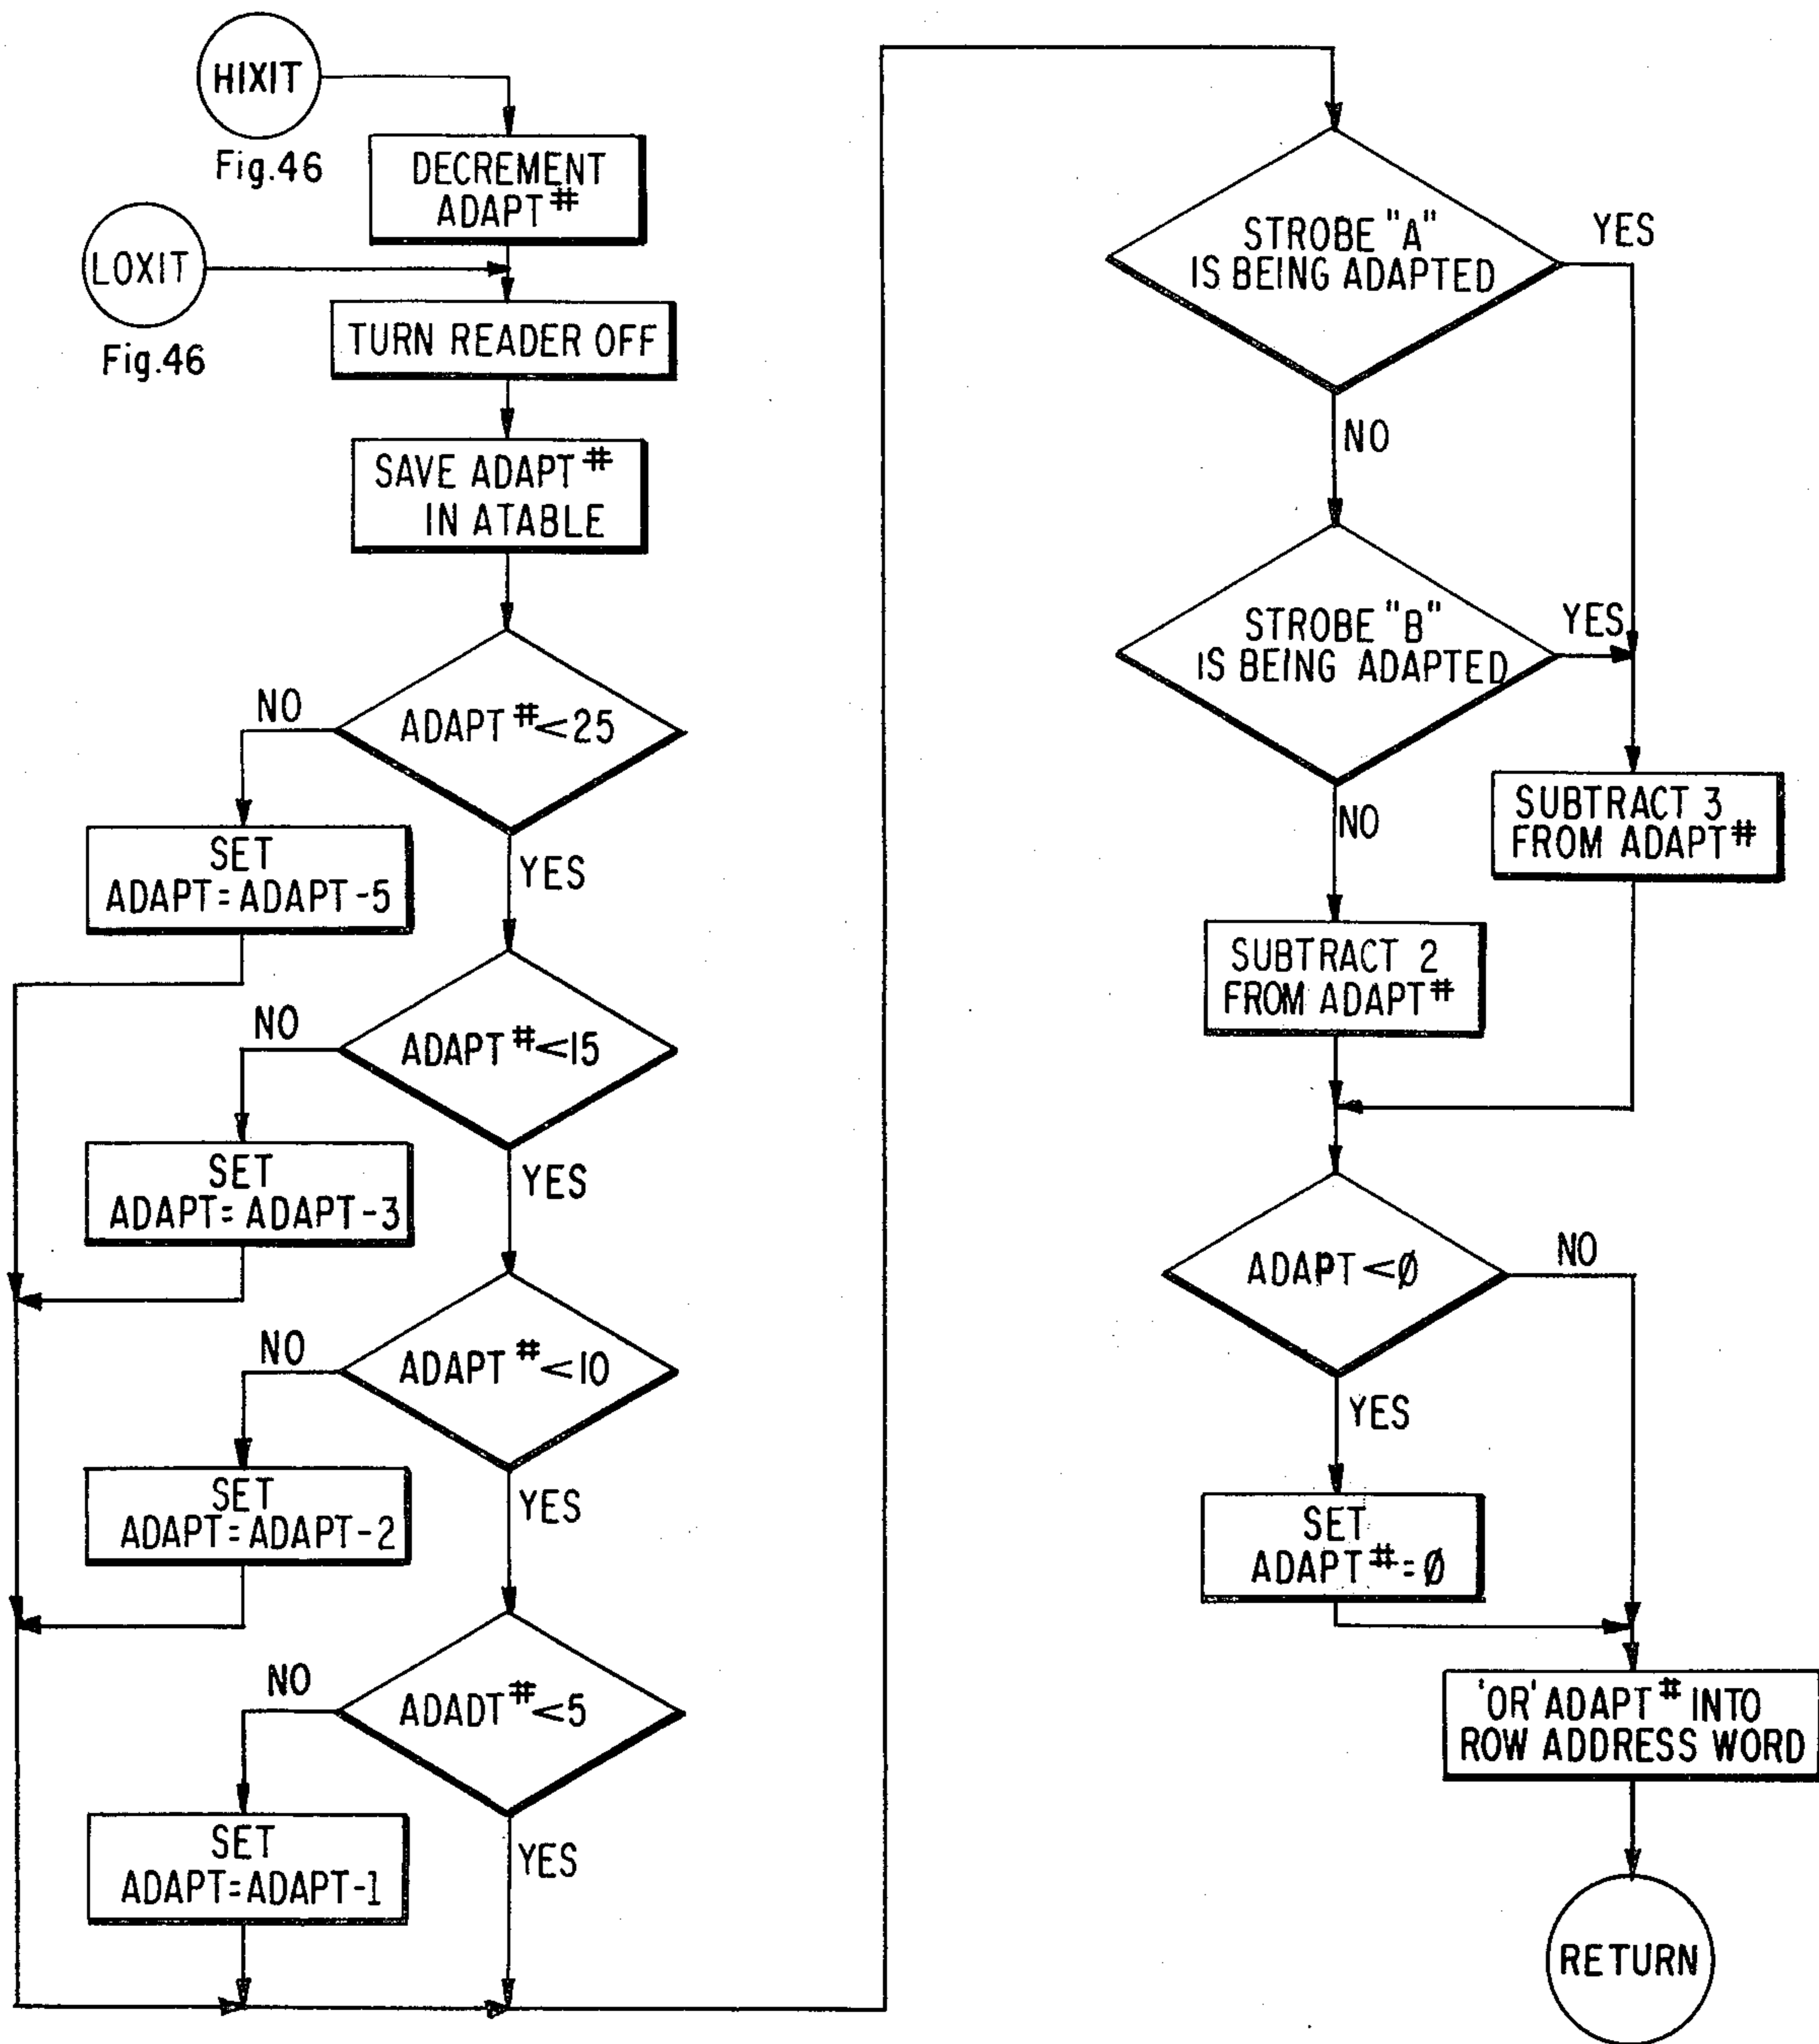 HIXIT
Fig.46
DECREMENT
ADAPT#
LOXIT
Fig.46
TURN READER OFF
SAVE ADAPT#
IN ATABLE
NO
ADAPT#<25
SET
ADAPT=ADAPT-5
YES
NO
ADAPT#<15
SET
ADAPT=ADAPT-3
YES
NO
ADAPT#<10
SET
ADAPT=ADAPT-2
YES
NO
ADADT#<5
SET
ADAPT=ADAPT-1
YES
STROBE "A"
IS BEING ADAPTED
YES
NO
STROBE "B"
IS BEING ADAPTED
YES
NO
SUBTRACT 3
FROM ADAPT#
SUBTRACT 2
FROM ADAPT#
ADAPT<Ø
NO
YES
SET
ADAPT#=Ø
'OR' ADAPT# INTO
ROW ADDRESS WORD
RETURN